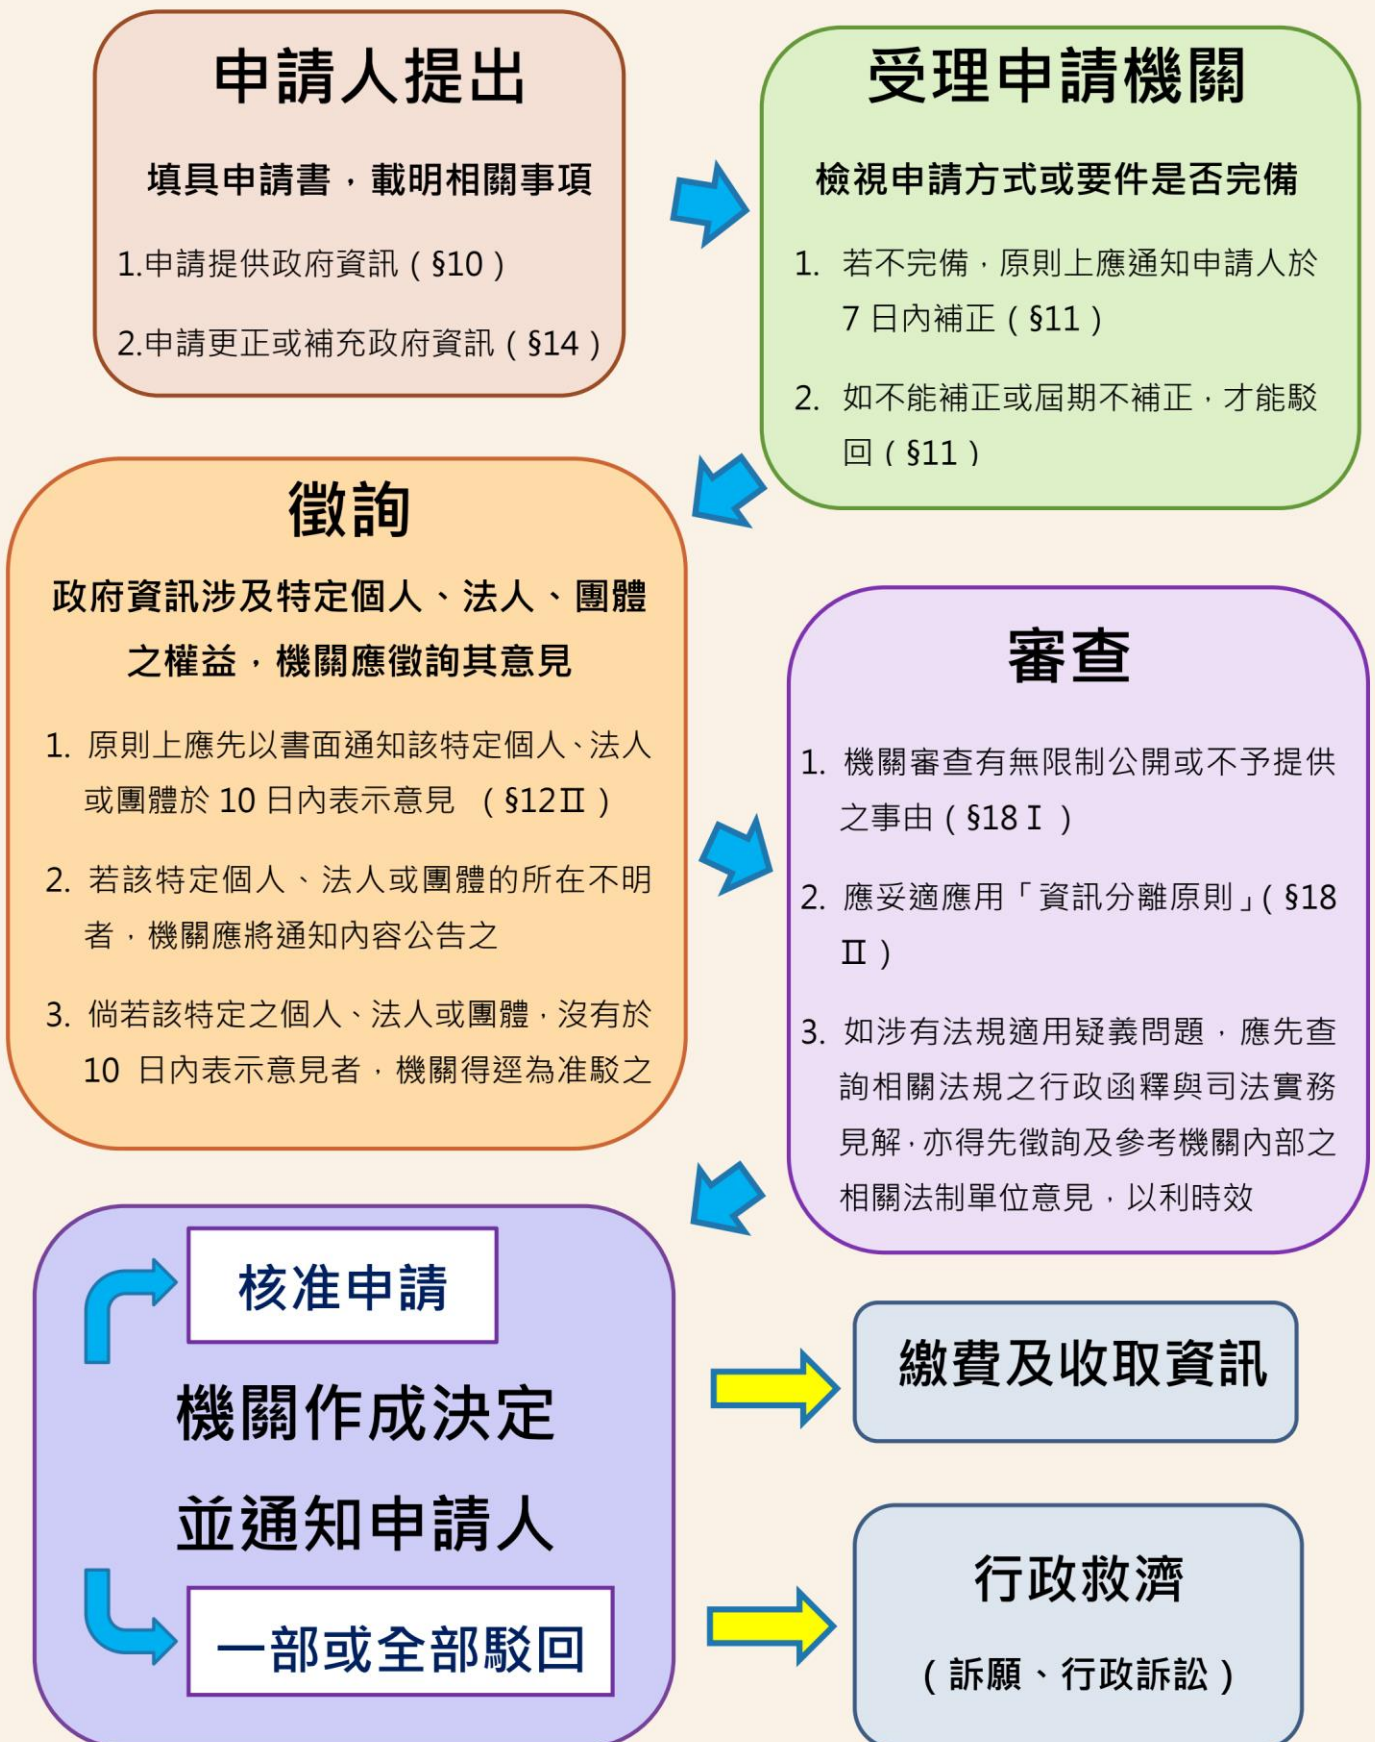 申請人提出
填具申請書，載明相關事項
1.申請提供政府資訊（§10）
2.申請更正或補充政府資訊（§14）
受理申請機關
檢視申請方式或要件是否完備
1. 若不完備，原則上應通知申請人於
7 日內補正（§11）
2. 如不能補正或屆期不補正，才能駁
回（§11）
徵詢
政府資訊涉及特定個人、法人、團體
之權益，機關應徵詢其意見
1. 原則上應先以書面通知該特定個人、法人
或團體於 10 日內表示意見 （§12Ⅱ）
2. 若該特定個人、法人或團體的所在不明
者，機關應將通知內容公告之
3. 倘若該特定之個人、法人或團體，沒有於
10 日內表示意見者，機關得逕為准駁之
審查
1. 機關審查有無限制公開或不予提供
之事由（§18Ⅰ）
2. 應妥適應用「資訊分離原則」（§18
Ⅱ）
3. 如涉有法規適用疑義問題，應先查
詢相關法規之行政函釋與司法實務
見解，亦得先徵詢及參考機關內部之
相關法制單位意見，以利時效
核准申請
機關作成決定
並通知申請人
一部或全部駁回
繳費及收取資訊
行政救濟
（訴願、行政訴訟）